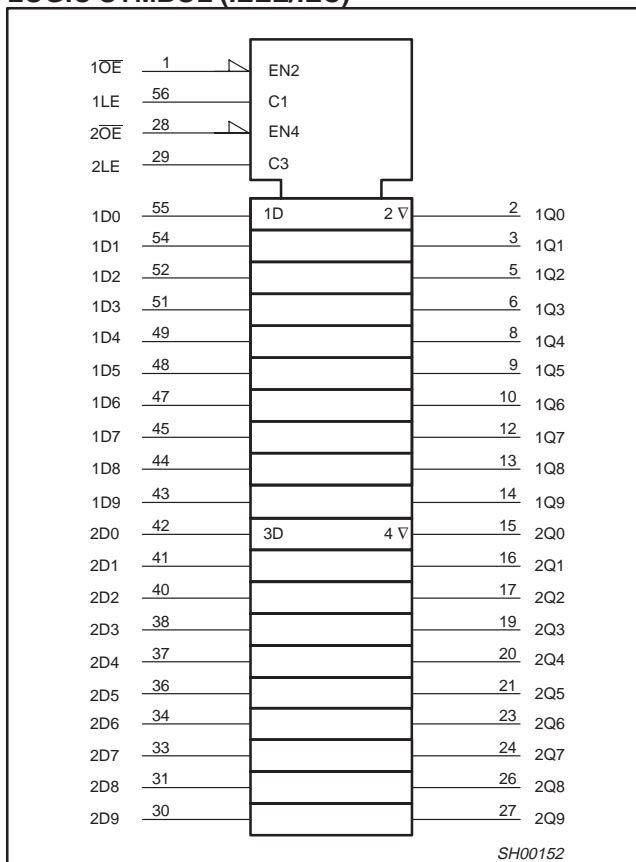 LOGIC SYMBOL (IEEE/IEC)
1OE 1 EN2
1LE 56 C1
2OE 28 EN4
2LE 29 C3
1D0 55 1D 2 ∇ 2 1Q0
1D1 54 3 1Q1
1D2 52 5 1Q2
1D3 51 6 1Q3
1D4 49 8 1Q4
1D5 48 9 1Q5
1D6 47 10 1Q6
1D7 45 12 1Q7
1D8 44 13 1Q8
1D9 43 14 1Q9
2D0 42 3D 4 ∇ 15 2Q0
2D1 41 16 2Q1
2D2 40 17 2Q2
2D3 38 19 2Q3
2D4 37 20 2Q4
2D5 36 21 2Q5
2D6 34 23 2Q6
2D7 33 24 2Q7
2D8 31 26 2Q8
2D9 30 27 2Q9
SH00152